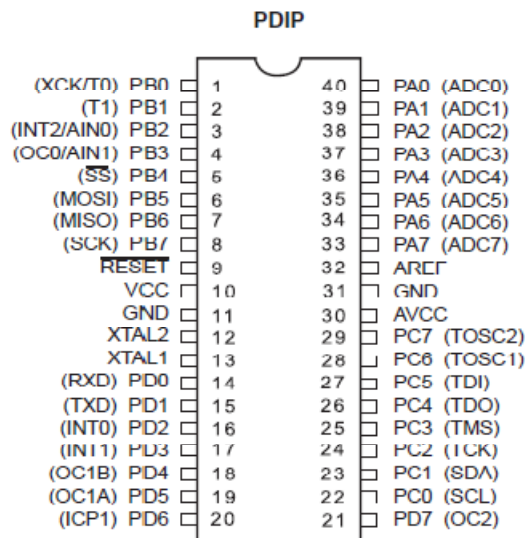 PDIP
(XCK/T0) PB0 1 40 PA0 (ADC0)
(T1) PB1 2 39 PA1 (ADC1)
(INT2/AIN0) PB2 3 38 PA2 (ADC2)
(OC0/AIN1) PB3 4 37 PA3 (ADC3)
(SS) PB4 5 36 PA4 (ADC4)
(MOSI) PB5 6 35 PA5 (ADC5)
(MISO) PB6 7 34 PA6 (ADC6)
(SCK) PB7 8 33 PA7 (ADC7)
RESET 9 32 AREF
VCC 10 31 GND
GND 11 30 AVCC
XTAL2 12 29 PC7 (TOSC2)
XTAL1 13 28 PC6 (TOSC1)
(RXD) PD0 14 27 PC5 (TDI)
(TXD) PD1 15 26 PC4 (TDO)
(INT0) PD2 16 25 PC3 (TMS)
(INT1) PD3 17 24 PC2 (TCK)
(OC1B) PD4 18 23 PC1 (SDA)
(OC1A) PD5 19 22 PC0 (SCL)
(ICP1) PD6 20 21 PD7 (OC2)